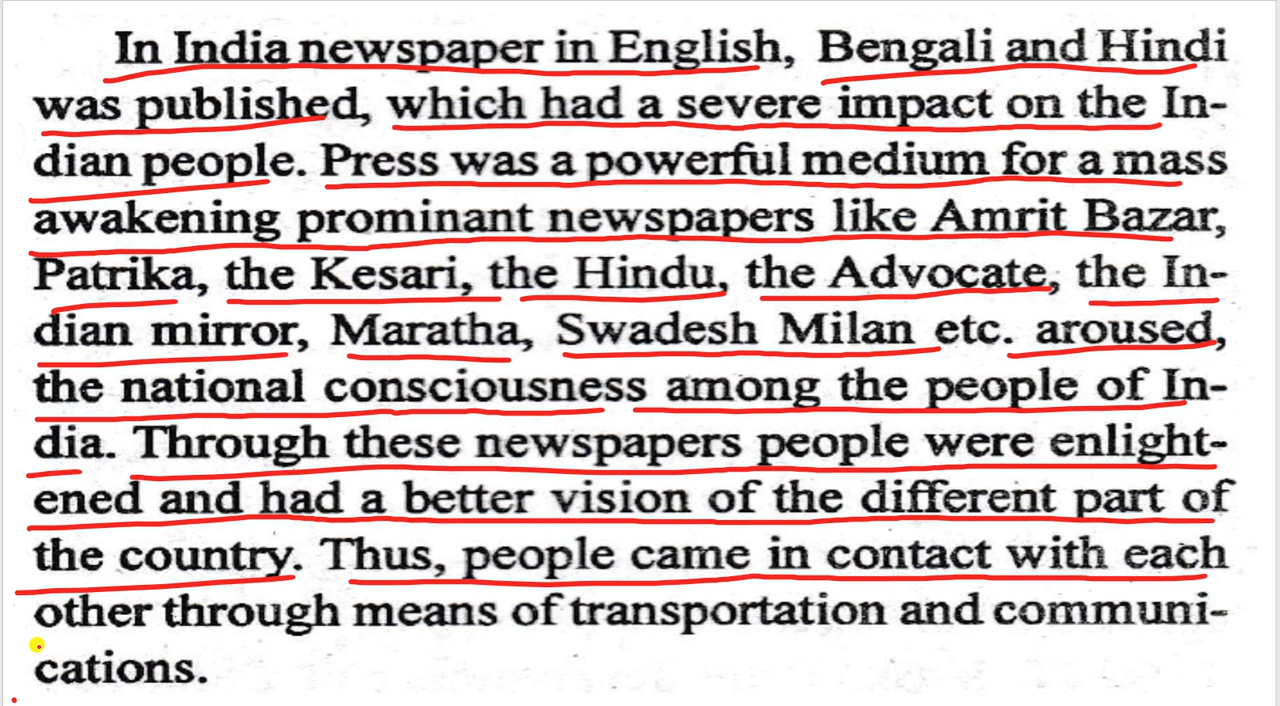 In India newspaper in English, Bengali and Hindi
was published, which had a severe impact on the In-
dian people. Press was a powerful medium for a mass
awakening prominant newspapers like Amrit Bazar,
Patrika, the Kesari, the Hindu, the Advocate, the In-
dian mirror, Maratha, Swadesh Milan etc. aroused,
the national consciousness among the people of In-
dia. Through these newspapers people were enlight-
ened and had a better vision of the different part of
the country. Thus, people came in contact with each
other through means of transportation and communi-
cations.